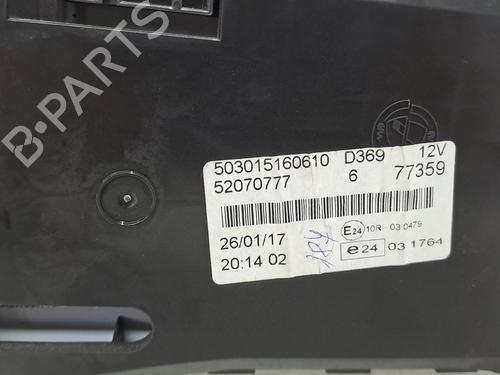 503015160610 D369 12V
52070777 6 77359
26/01/17 184 E24 10R - 03 0479
20:14 02 e24 03 1764
B-PARTS